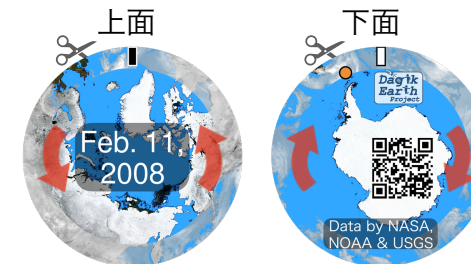 上面
下面
Feb. 11,
2008
Dagik
Earth
Project
Data by NASA,
NOAA & USGS